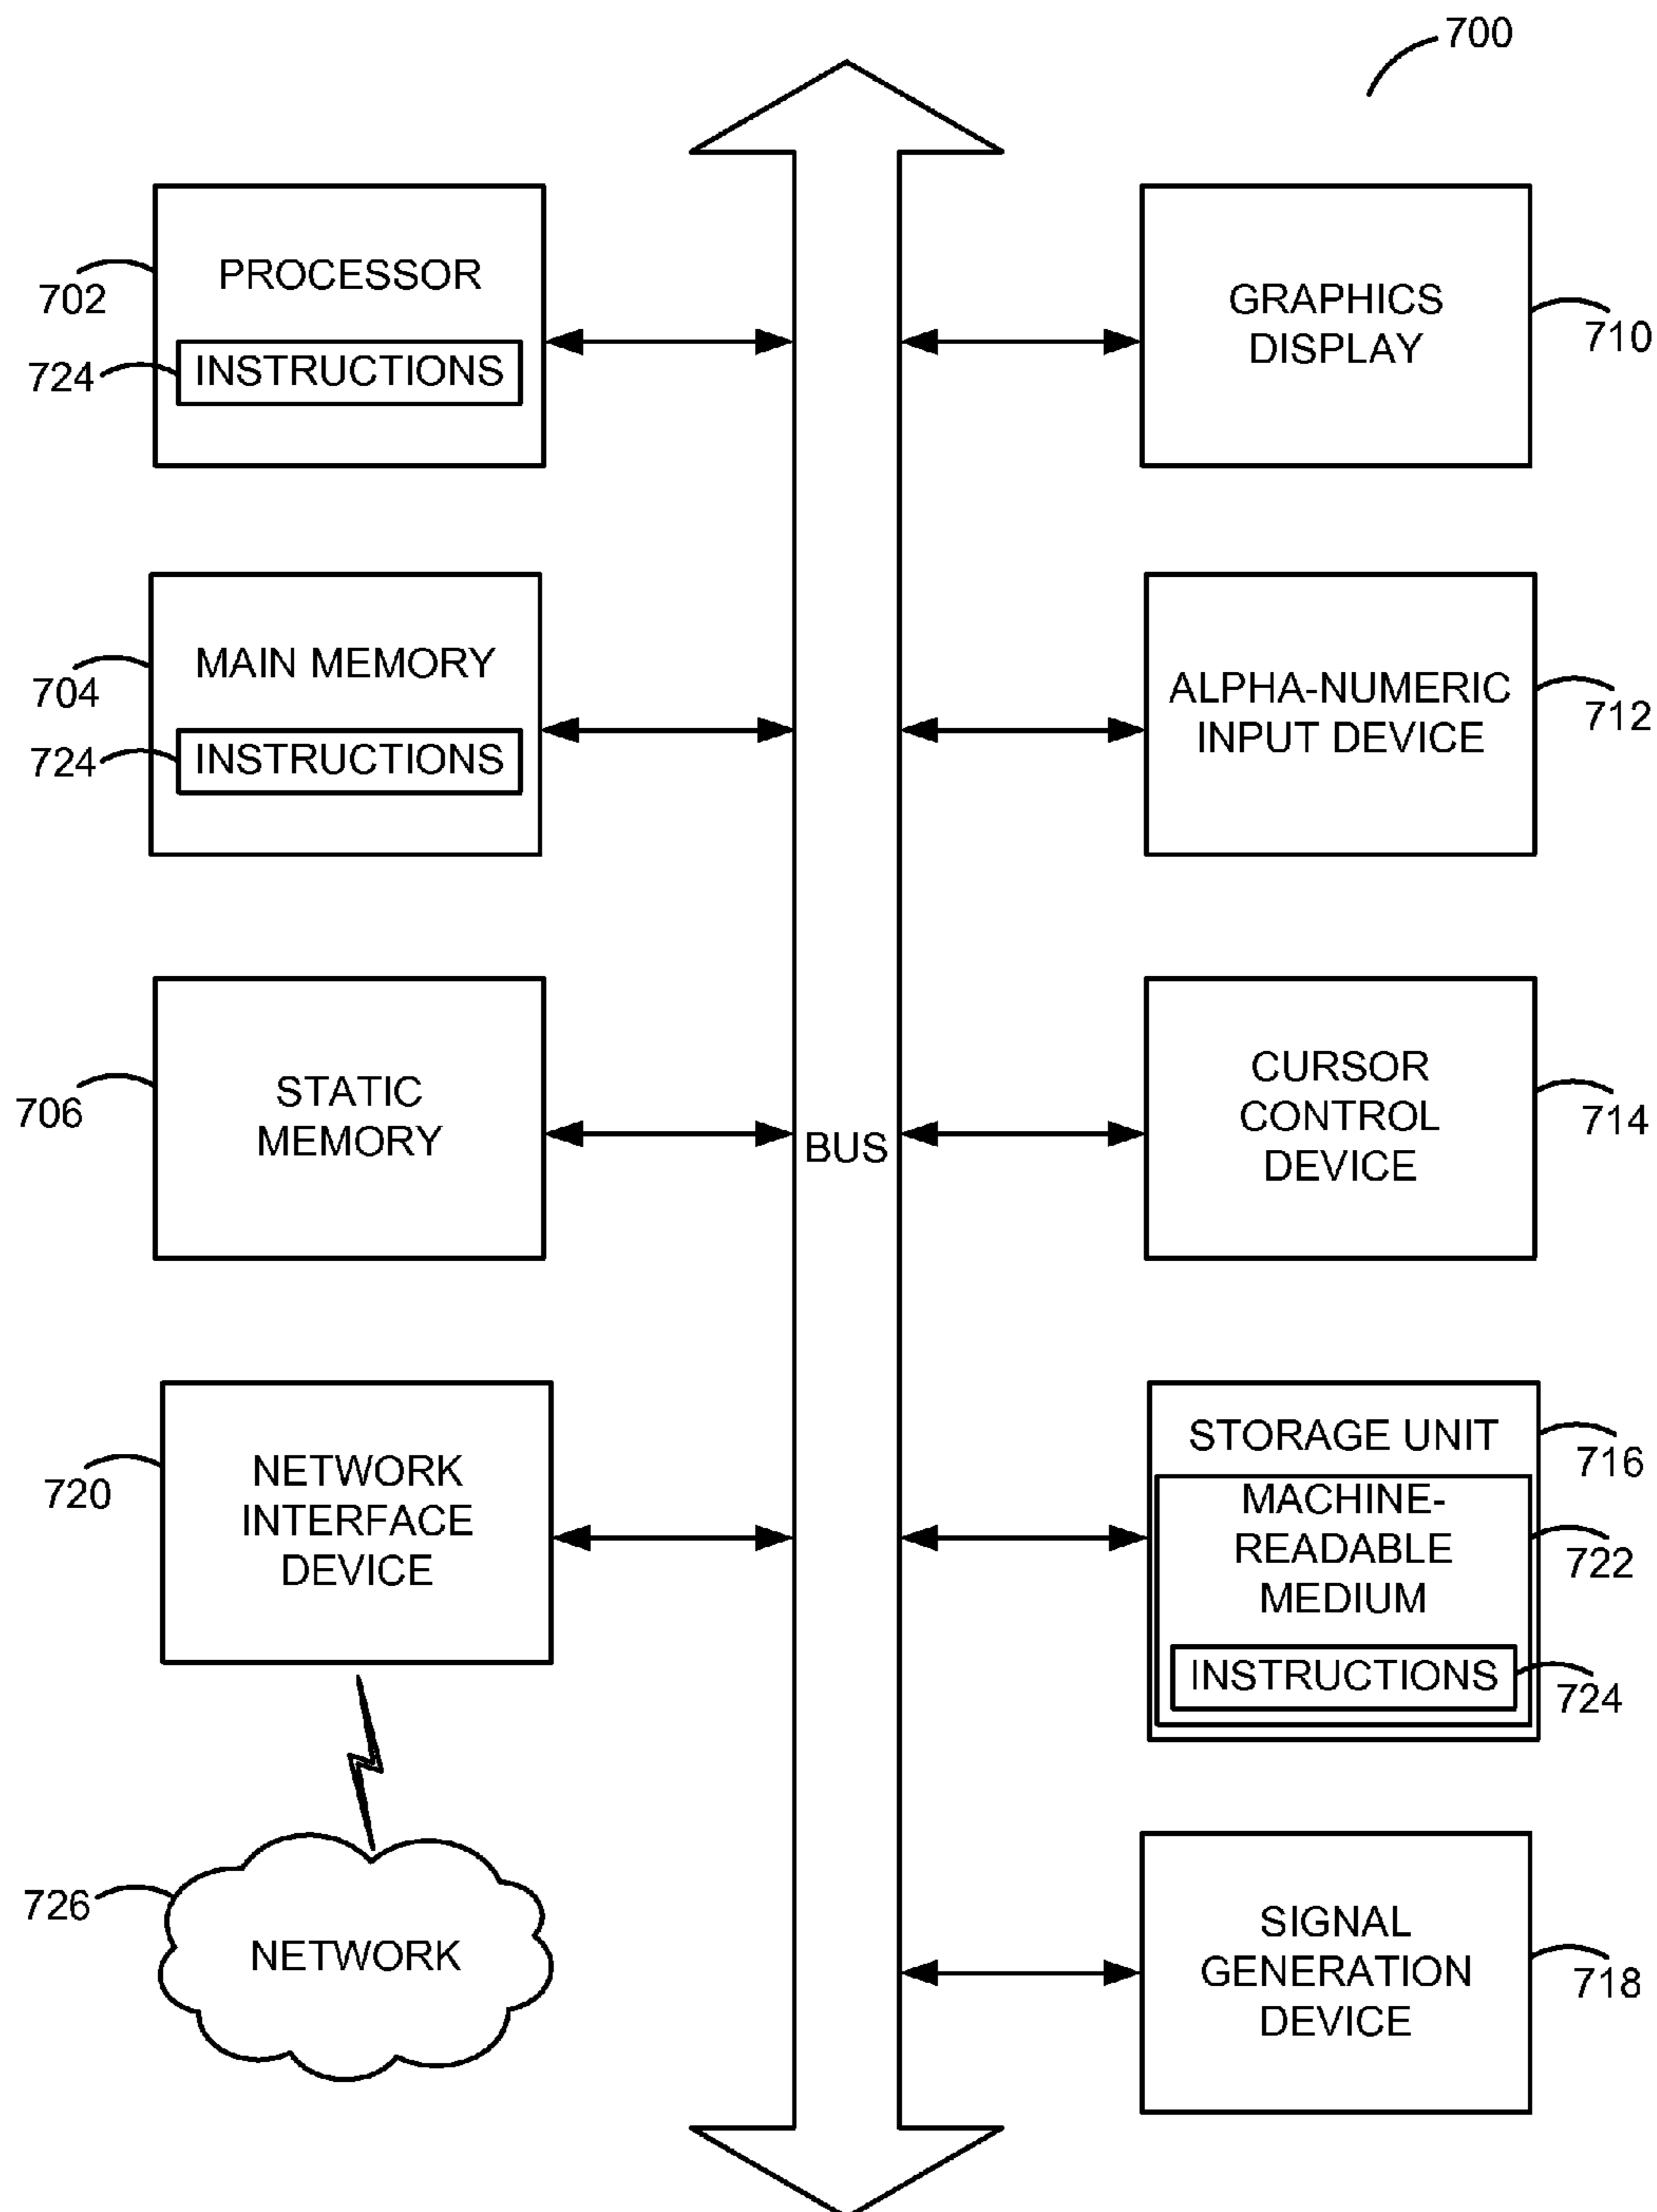 700
PROCESSOR
702
724
INSTRUCTIONS
MAIN MEMORY
704
724
INSTRUCTIONS
STATIC
MEMORY
706
NETWORK
INTERFACE
DEVICE
720
726
NETWORK
BUS
GRAPHICS
DISPLAY
710
ALPHA-NUMERIC
INPUT DEVICE
712
CURSOR
CONTROL
DEVICE
714
STORAGE UNIT
716
MACHINE-
READABLE
MEDIUM
722
INSTRUCTIONS
724
SIGNAL
GENERATION
DEVICE
718